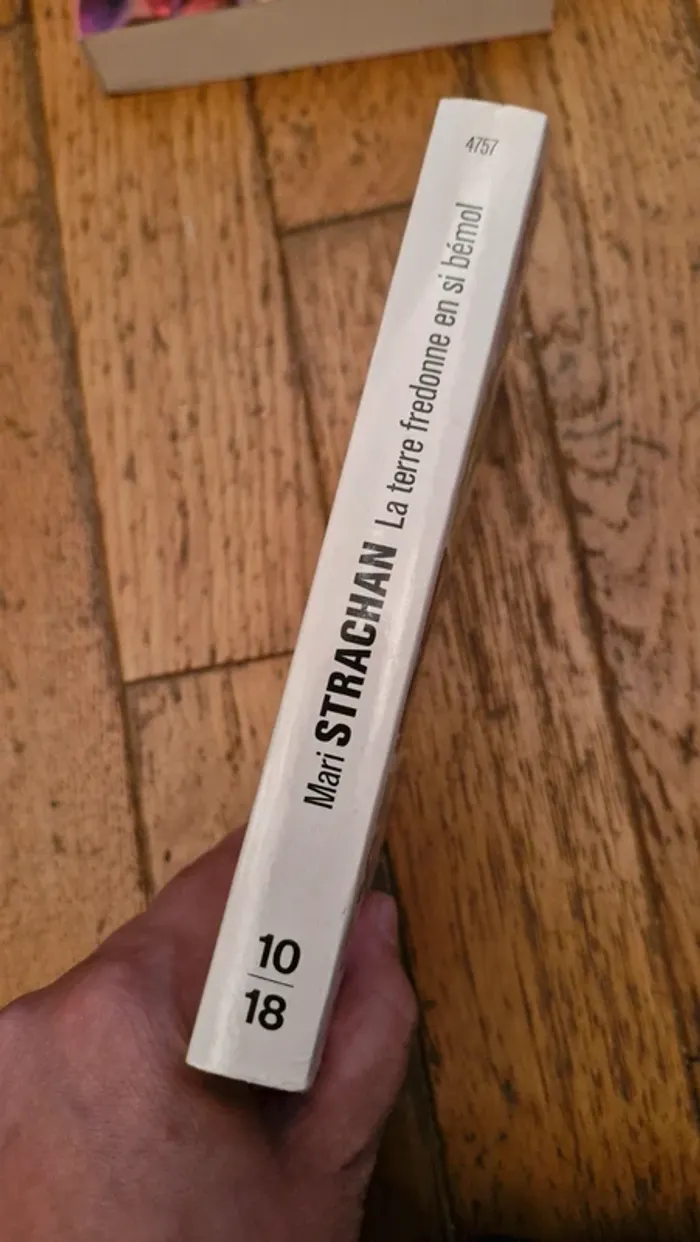 4757
Mari STRACHAN La terre fredonne en si bémol
10
18